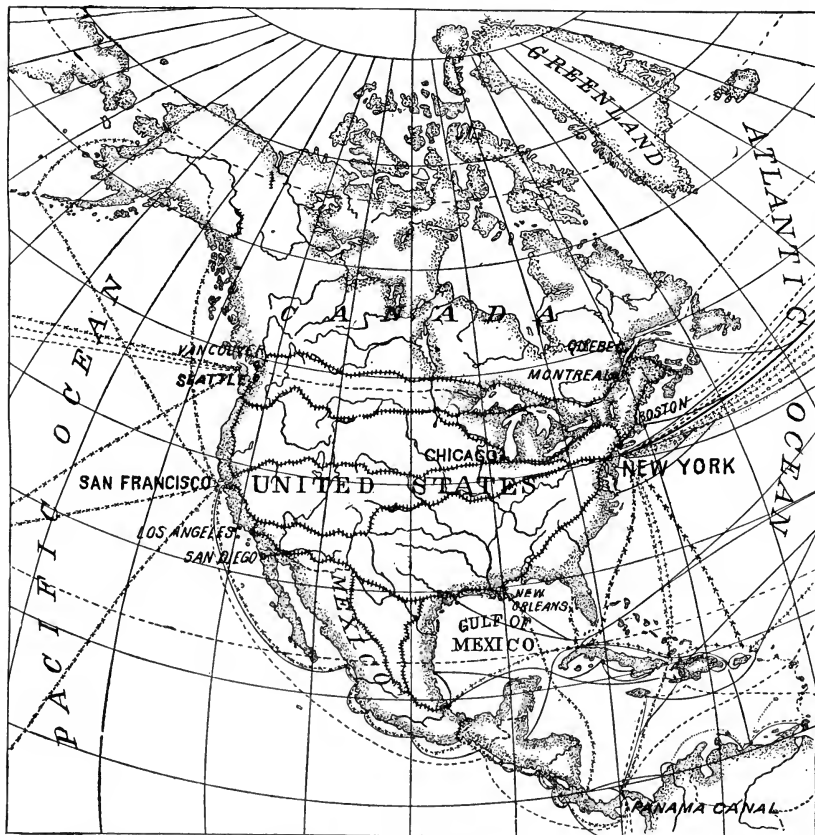 GREENLAND
ATLANTIC OCEAN
CANADA
VANCOUVER
QUEBEC
SEATTLE
MONTREAL
BOSTON
CHICAGO
NEW YORK
SAN FRANCISCO
UNITED STATES
LOS ANGELES
SAN DIEGO
MEXICO
NEW
ORLEANS
GULF OF
MEXICO
PACIFIC OCEAN
PANAMA CANAL